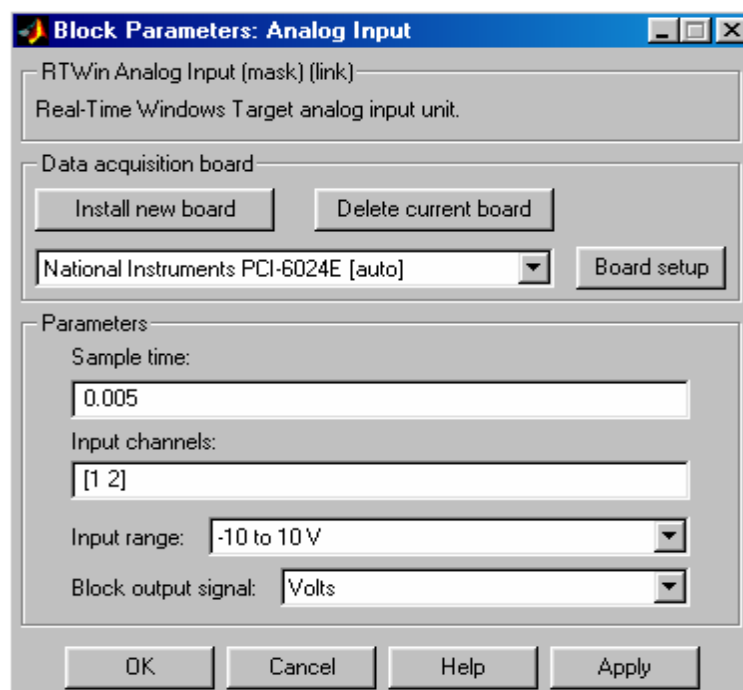 Block Parameters: Analog Input
RTWin Analog Input (mask) (link)
Real-Time Windows Target analog input unit.
Data acquisition board
Install new board Delete current board
National Instruments PCI-6024E [auto] Board setup
Parameters
Sample time:
0.005
Input channels:
[1 2]
Input range: -10 to 10 V
Block output signal: Volts
OK Cancel Help Apply